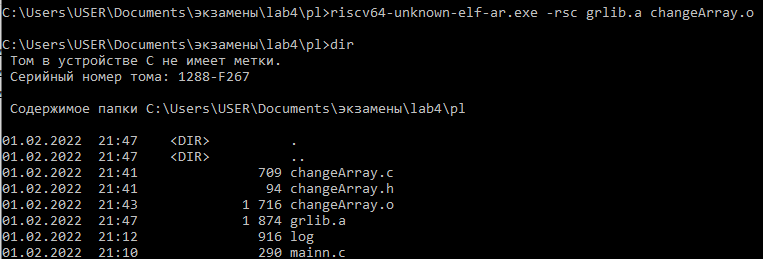 C:\Users\USER\Documents\экзамены\lab4\pl>riscv64-unknown-elf-ar.exe -rsc grlib.a changeArray.o
C:\Users\USER\Documents\экзамены\lab4\pl>dir
Том в устройстве C не имеет метки.
Серийный номер тома: 1288-F267
Содержимое папки C:\Users\USER\Documents\экзамены\lab4\pl
01.02.2022  21:47    <DIR>          .
01.02.2022  21:47    <DIR>          ..
01.02.2022  21:41               709 changeArray.c
01.02.2022  21:41                94 changeArray.h
01.02.2022  21:43             1 716 changeArray.o
01.02.2022  21:47             1 874 grlib.a
01.02.2022  21:12               916 log
01.02.2022  21:10               290 mainn.c